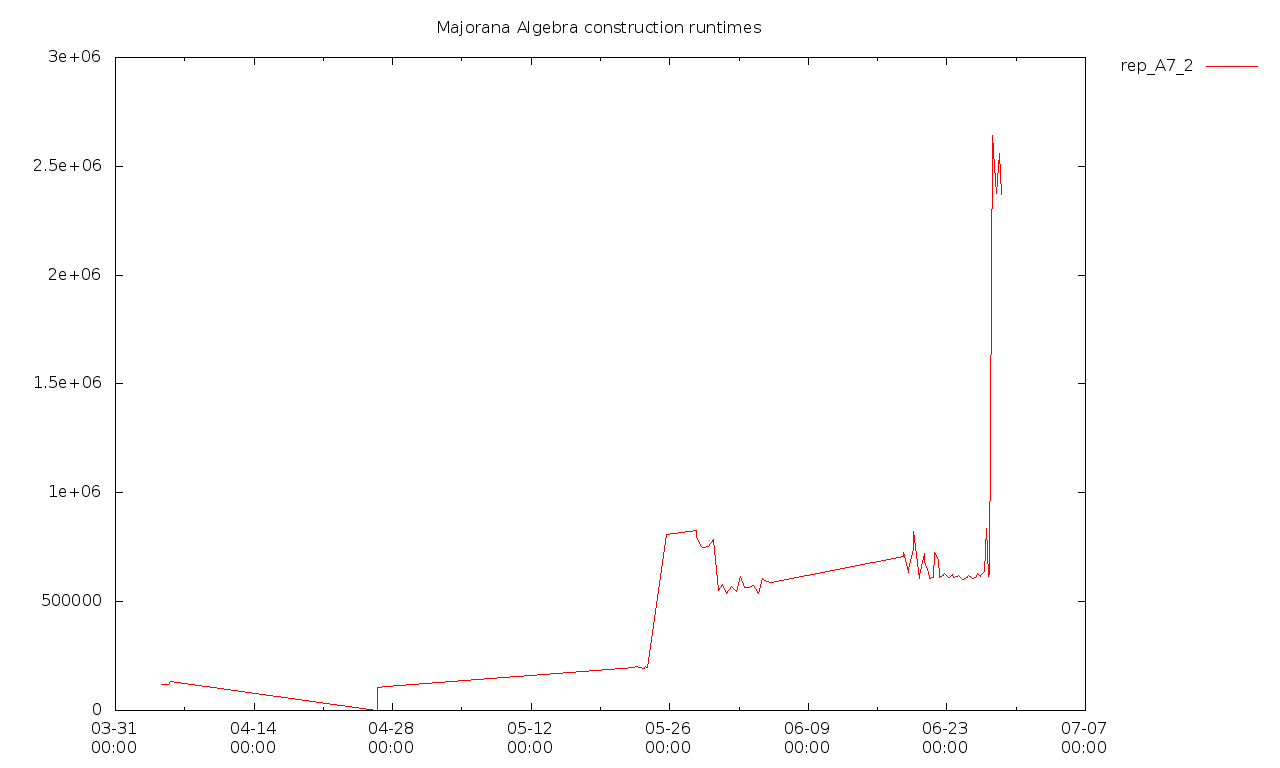 Majorana Algebra construction runtimes
rep_A7_2
3e+06
2.5e+06
2e+06
1.5e+06
1e+06
500000
0
03-31 04-14 04-28 05-12 05-26 06-09 06-23 07-07
00:00 00:00 00:00 00:00 00:00 00:00 00:00 00:00